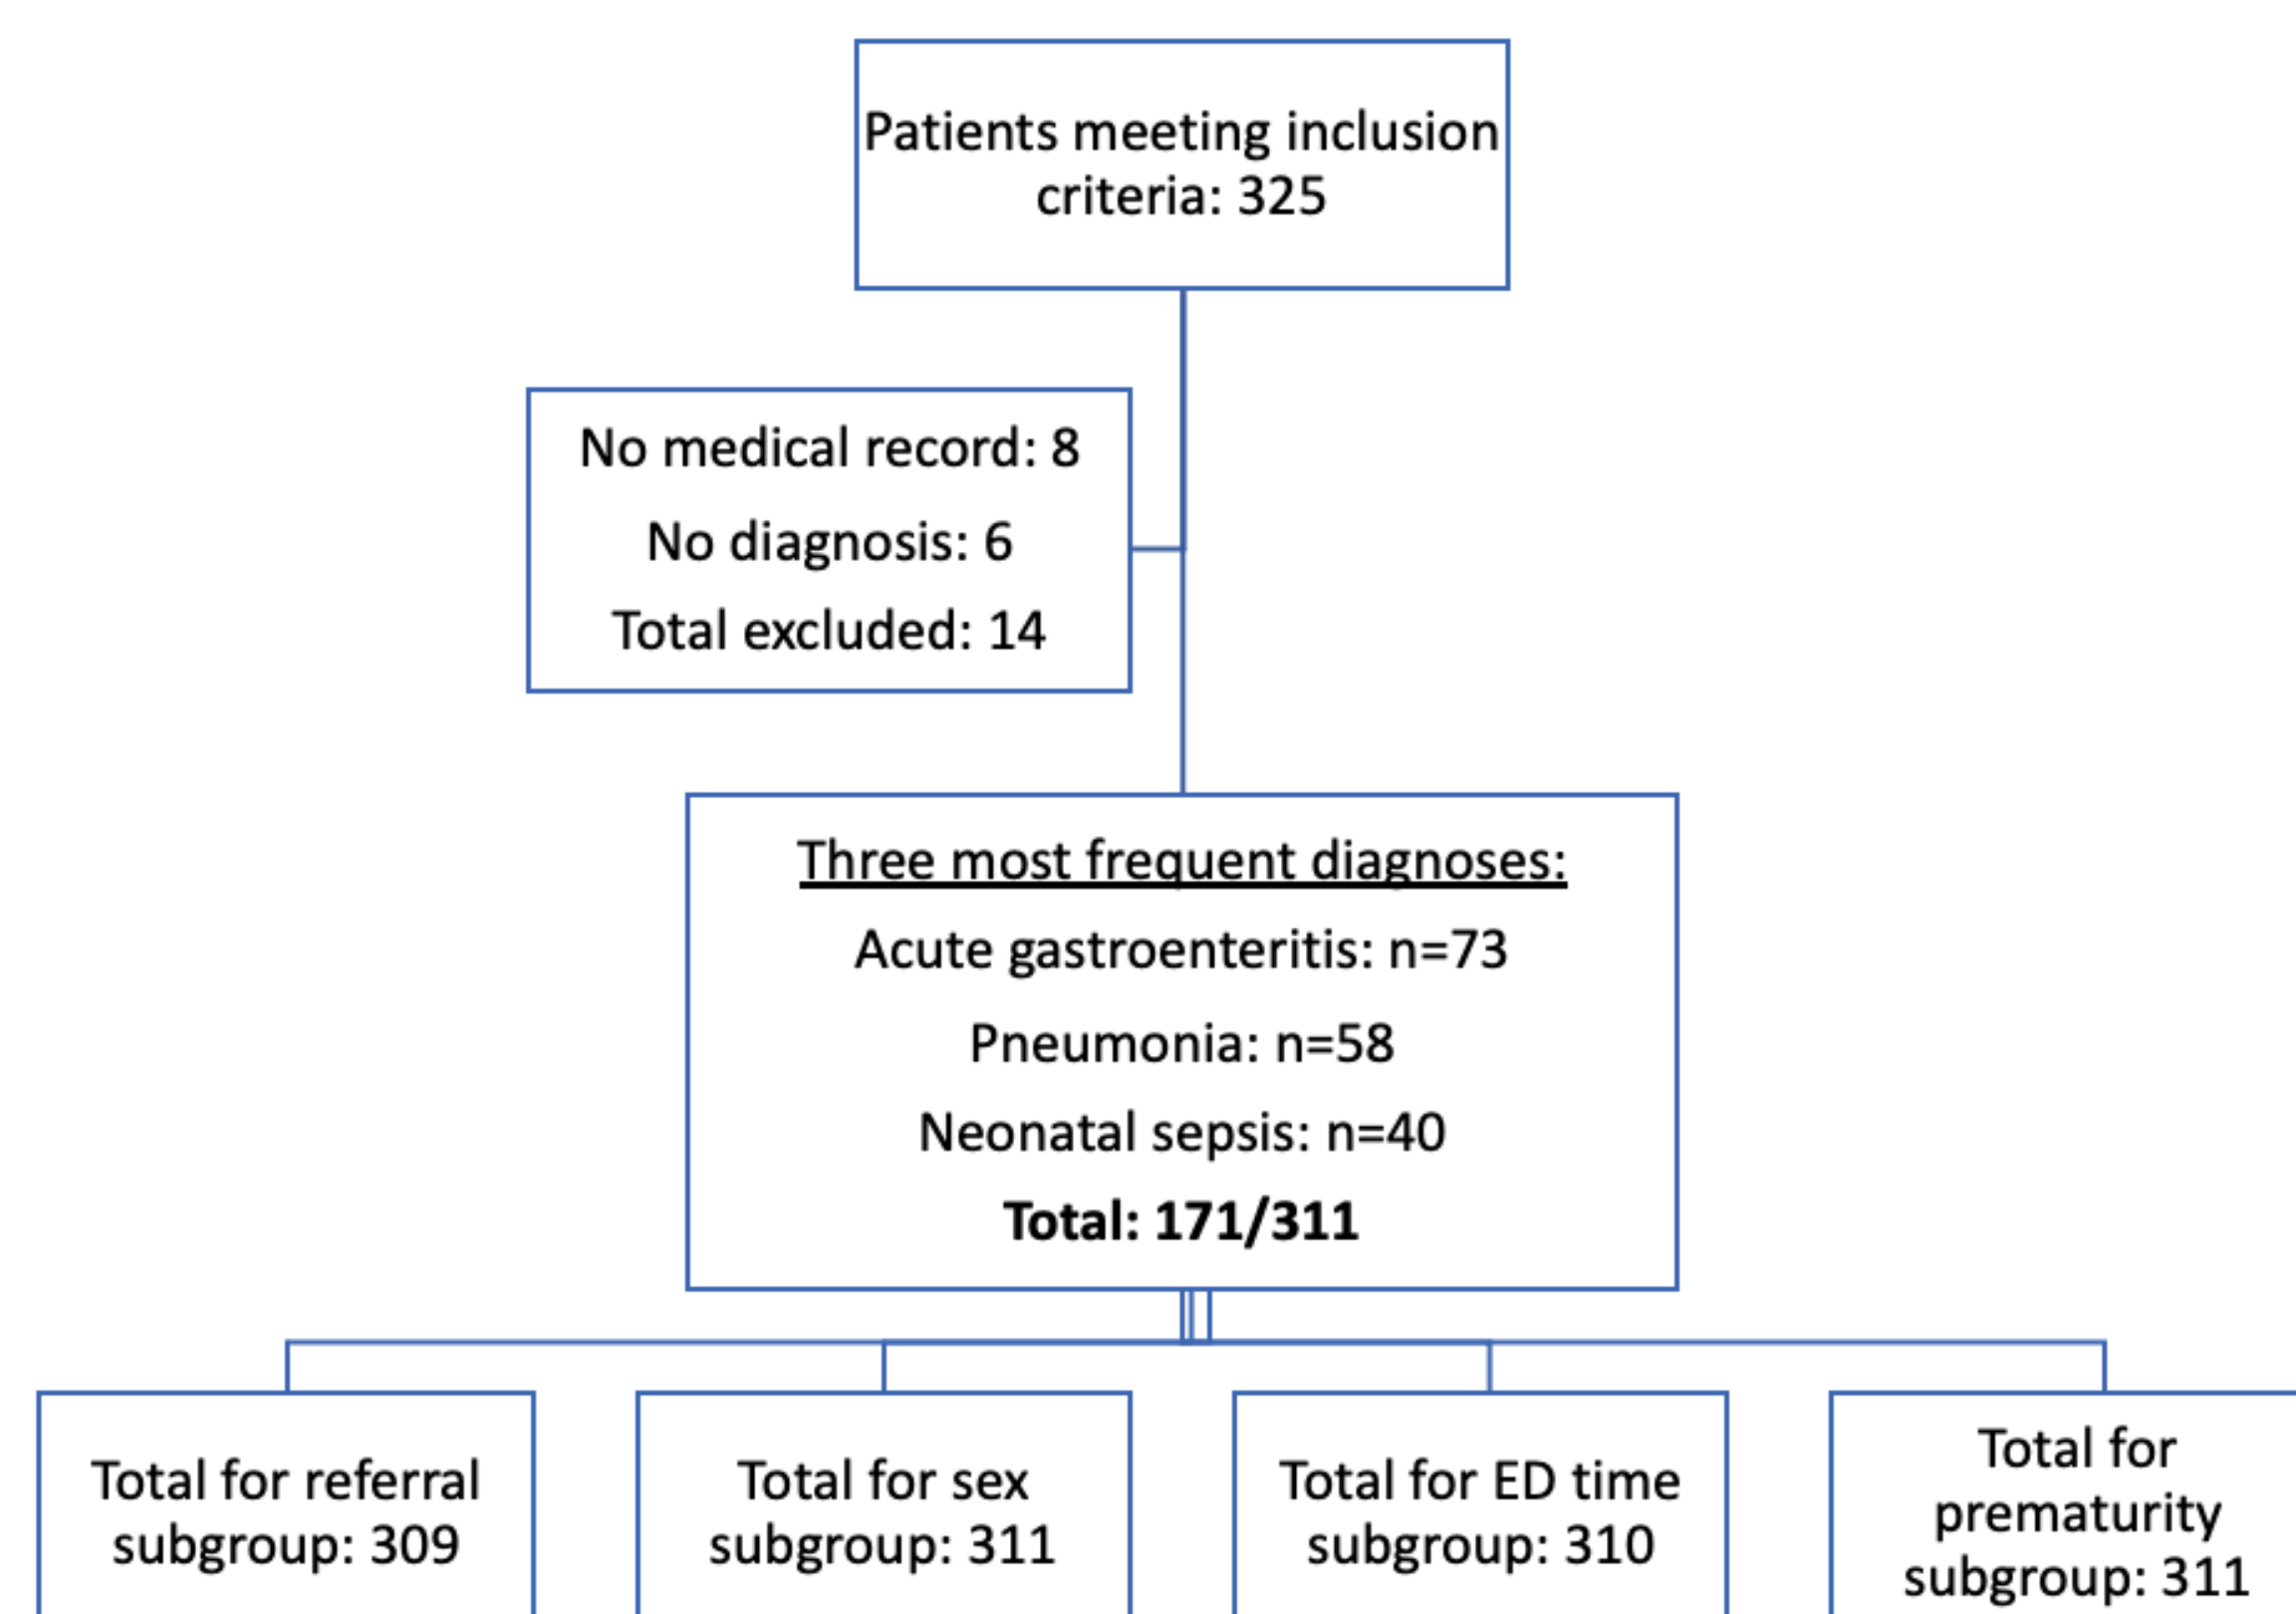 Patients meeting inclusion
criteria: 325
No medical record: 8
No diagnosis: 6
Total excluded: 14
Three most frequent diagnoses:
Acute gastroenteritis: n=73
Pneumonia: n=58
Neonatal sepsis: n=40
Total: 171/311
Total for referral
subgroup: 309
Total for sex
subgroup: 311
Total for ED time
subgroup: 310
Total for
prematurity
subgroup: 311